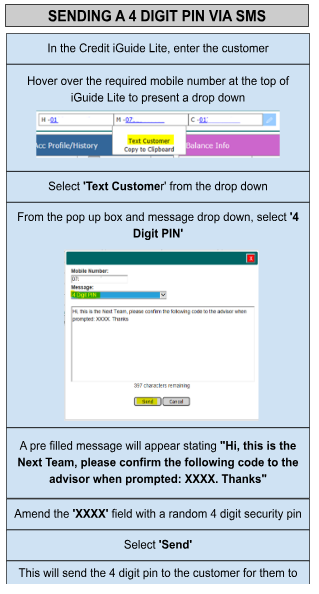 SENDING A 4 DIGIT PIN VIA SMS
In the Credit iGuide Lite, enter the customer
Hover over the required mobile number at the top of
iGuide Lite to present a drop down
H -01 M -07 C -01
Acc Profile/History
Text Customer
Copy to Clipboard
Balance Info
Select 'Text Customer' from the drop down
From the pop up box and message drop down, select '4
Digit PIN'
X
Mobile Number:
07
Message:
4 Digit PIN
Hi, this is the Next Team, please confirm the following code to the advisor when
prompted: XXXX. Thanks
characters remaining
Send Cancel
A pre filled message will appear stating "Hi, this is the
Next Team, please confirm the following code to the
advisor when prompted: XXXX. Thanks"
Amend the 'XXXX' field with a random 4 digit security pin
Select 'Send'
This will send the 4 digit pin to the customer for them to